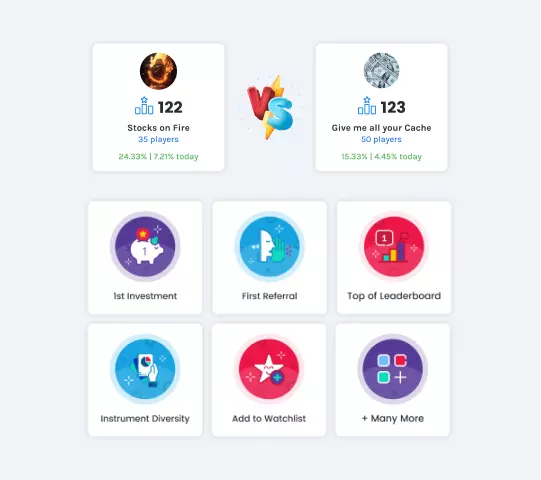 122
Stocks on Fire
35 players
24.33% | 7.21% today
VS
123
Give me all your Cache
50 players
15.33% | 4.45% today
1
1st Investment
First Referral
1
Top of Leaderboard
Instrument Diversity
Add to Watchlist
+ Many More